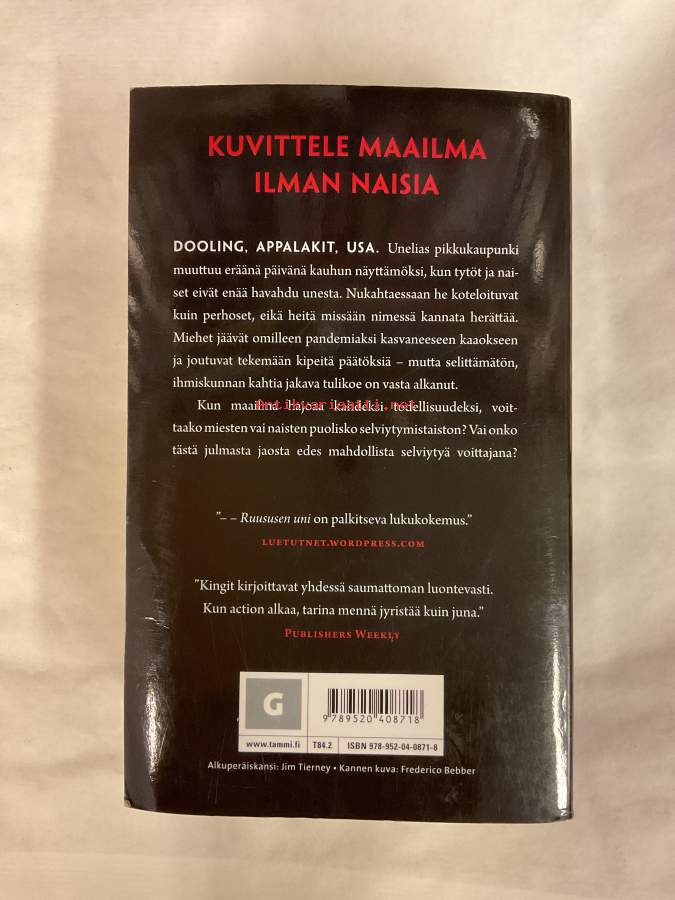 KUVITTELE MAAILMA
ILMAN NAISIA
DOOLING, APPALAKIT, USA. Unelias pikkukaupunki
muuttuu eräänä päivänä kauhun näyttämöksi, kun tytöt ja nai-
set eivät enää havahdu unesta. Nukahtaessaan he koteloituvat
kuin perhoset, eikä heitä missään nimessä kannata herättää.
Miehet jäävät omilleen pandemiaksi kasvaneeseen kaaokseen
ja joutuvat tekemään kipeitä päätöksiä – mutta selittämätön,
ihmiskunnan kahtia jakava tulikoe on vasta alkanut.
Kun maailma hajoaa kahdeksi todellisuudeksi, voit-
Antikvariaatti.net
taako miesten vai naisten puolisko selviytymistaiston? Vai onko
tästä julmasta jaosta edes mahdollista selviytyä voittajana?
"– – Ruususen uni on palkitseva lukukokemus."
LUETUTNET.WORDPRESS.COM
"Kingit kirjoittavat yhdessä saumattoman luontevasti.
Kun action alkaa, tarina mennä jyristää kuin juna."
PUBLISHERS WEEKLY
G
9 789520 408718
www.tammi.fi T84.2 ISBN 978-952-04-0871-8
Alkuperäiskansi: Jim Tierney • Kannen kuva: Frederico Bebber